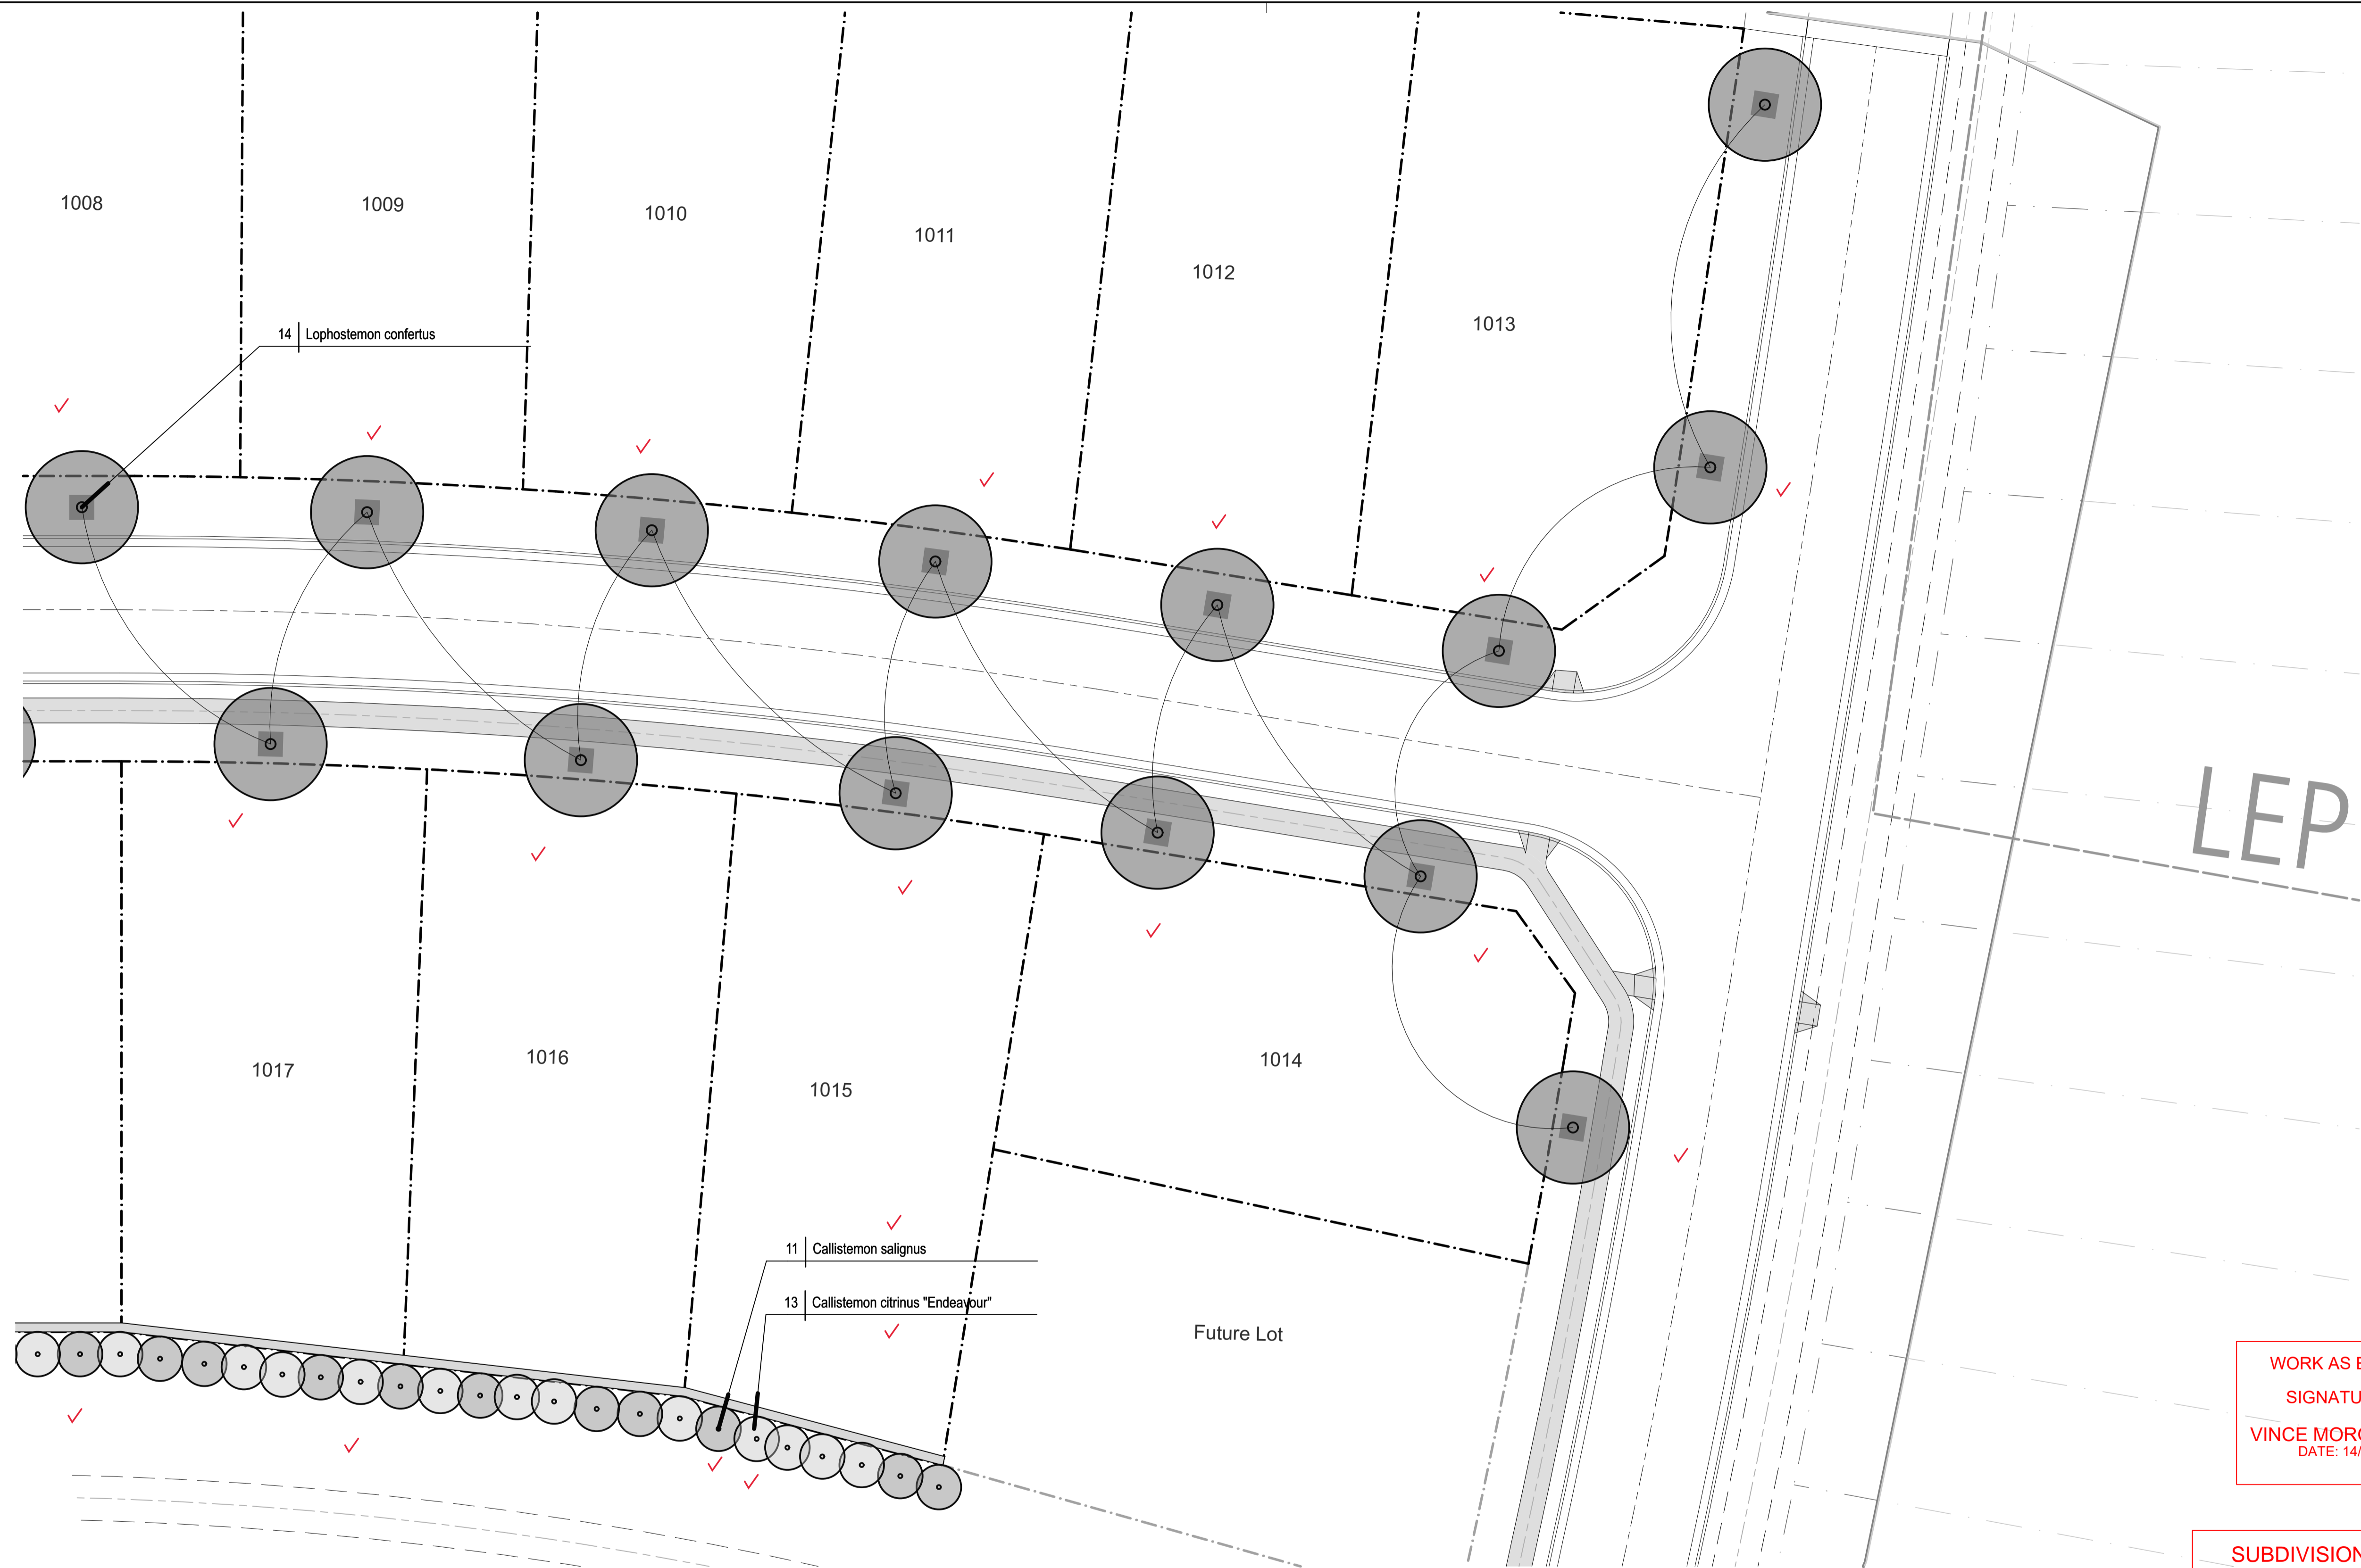 1008
1009
1010
1011
1012
1013
14 Lophostemon confertus
LEP
1017
1016
1015
1014
11 Callistemon salignus
13 Callistemon citrinus "Endeavour"
Future Lot
WORK AS
SIGNATU
VINCE MOR
DATE: 14/
SUBDIVISION